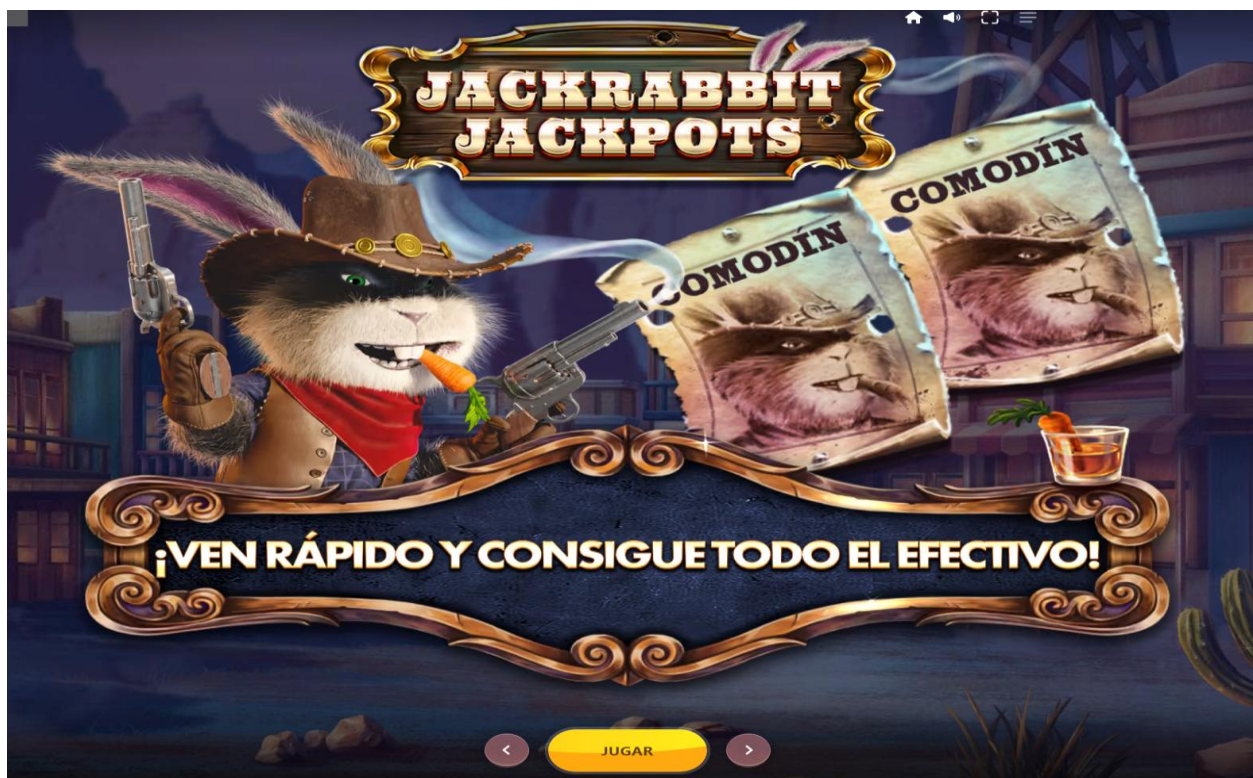 JACKRABBIT
JACKPOTS
COMODÍN
COMODÍN
¡VEN RÁPIDO Y CONSIGUE TODO EL EFECTIVO!
JUGAR